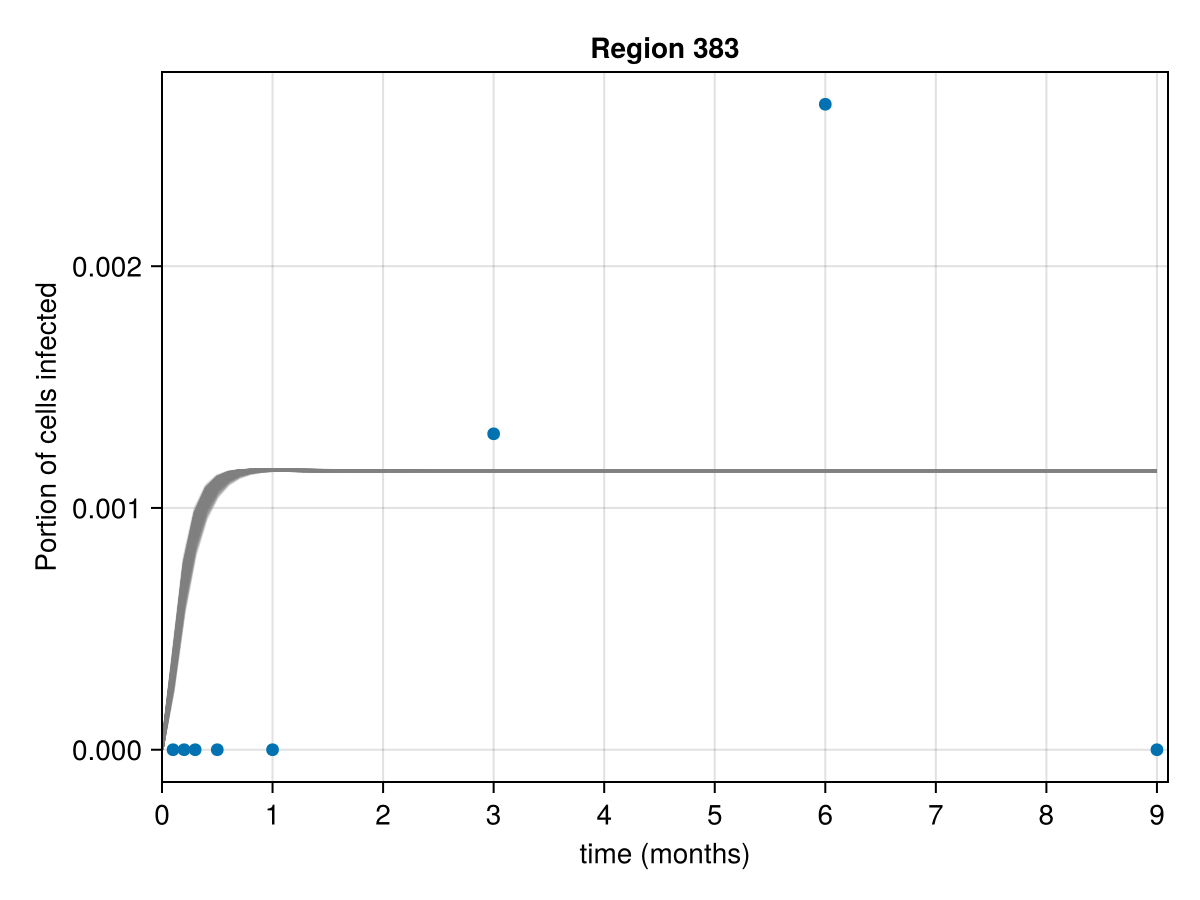 Region 383
Portion of cells infected
0.002
0.001
0.000
0 1 2 3 4 5 6 7 8 9
time (months)